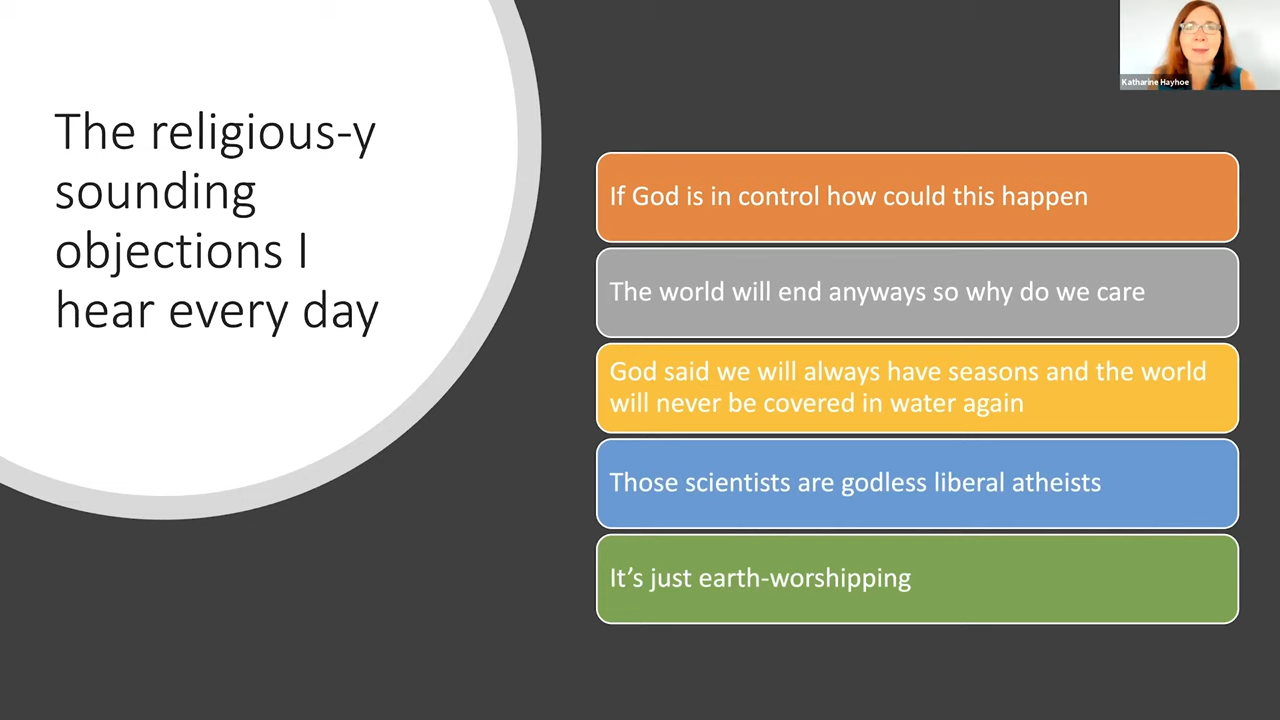 The religious-y
sounding
objections I
hear every day
Katharine Hayhoe
If God is in control how could this happen
The world will end anyways so why do we care
God said we will always have seasons and the world
will never be covered in water again
Those scientists are godless liberal atheists
It’s just earth-worshipping